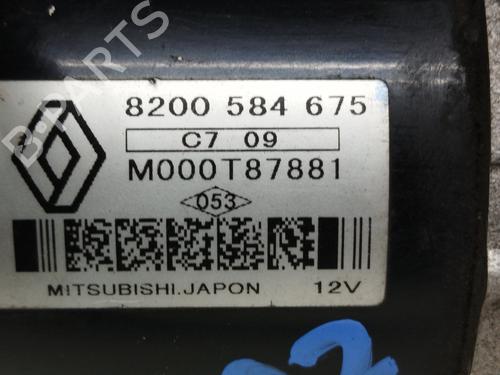 B-PARTS
8200 584 675
C7 09
M000T87881
053
MITSUBISHI.JAPON 12V